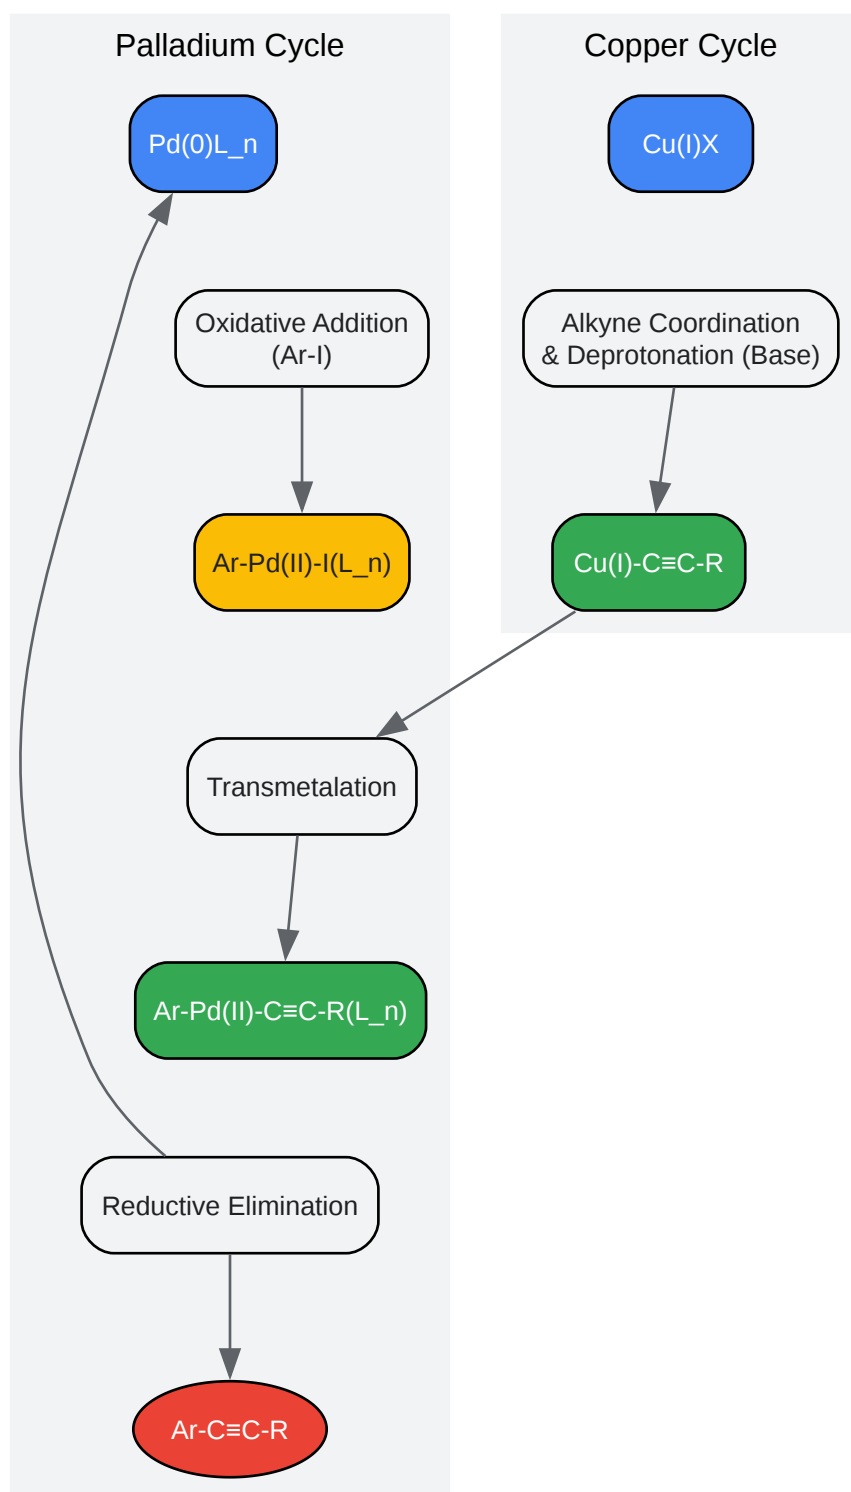 Palladium Cycle
Pd(0)L_n
Oxidative Addition
(Ar-I)
Ar-Pd(II)-I(L_n)
Transmetalation
Ar-Pd(II)-C≡C-R(L_n)
Reductive Elimination
Ar-C≡C-R
Copper Cycle
Cu(I)X
Alkyne Coordination
& Deprotonation (Base)
Cu(I)-C≡C-R